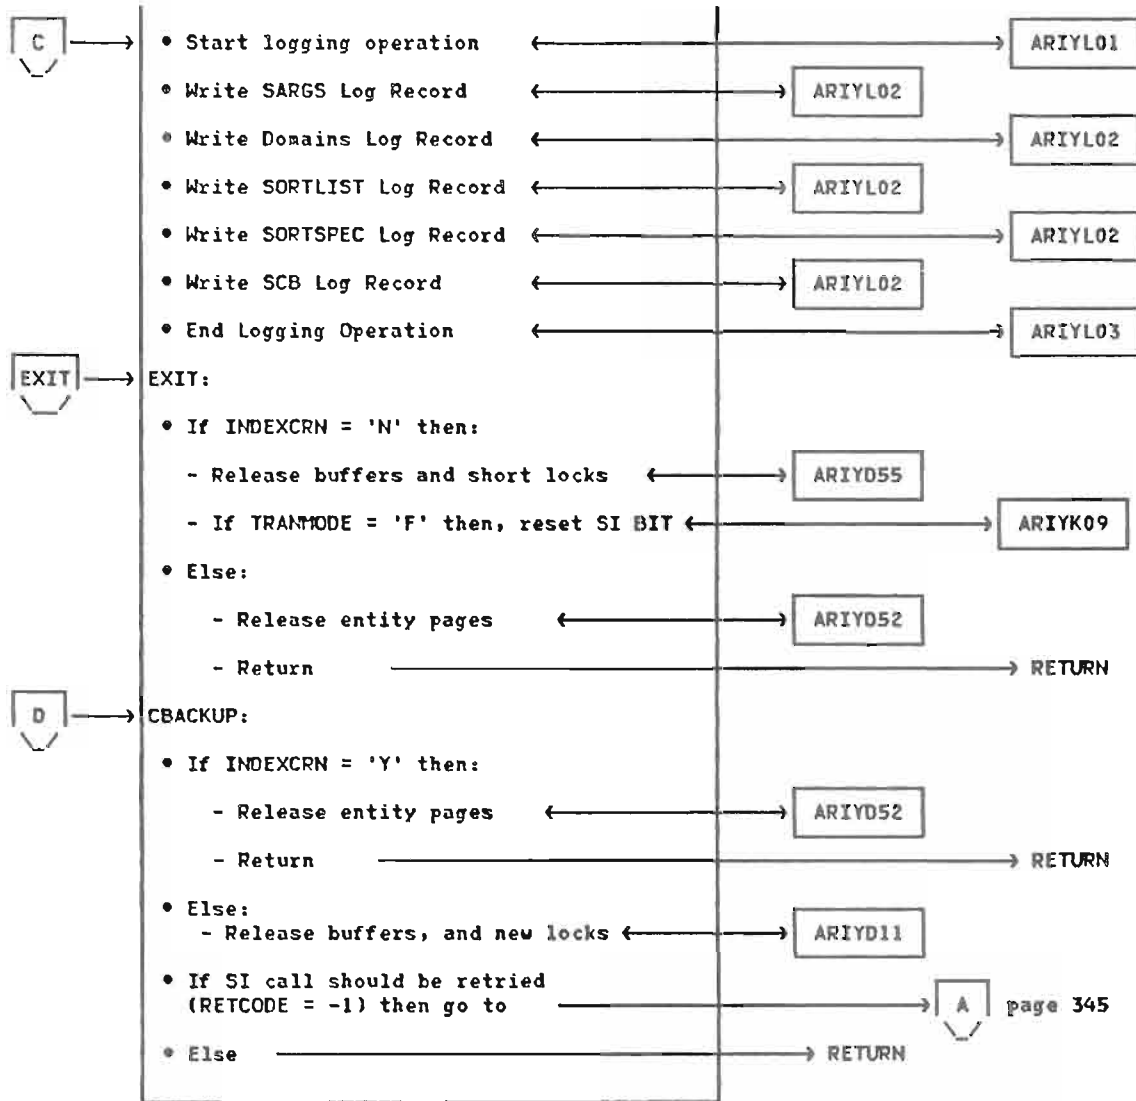 C • Start logging operation ARIYL01
• Write SARGS Log Record ARIYL02
• Write Domains Log Record ARIYL02
• Write SORTLIST Log Record ARIYL02
• Write SORTSPEC Log Record ARIYL02
• Write SCB Log Record ARIYL02
• End Logging Operation ARIYL03
EXIT EXIT:
• If INDEXCRN = 'N' then:
- Release buffers and short locks ARIYD55
- If TRANMODE = 'F' then, reset SI BIT ARIYK09
• Else:
- Release entity pages ARIYD52
- Return RETURN
D CBACKUP:
• If INDEXCRN = 'Y' then:
- Release entity pages ARIYD52
- Return RETURN
• Else:
- Release buffers, and new locks ARIYD11
• If SI call should be retried
(RETCODE = -1) then go to A page 345
• Else RETURN